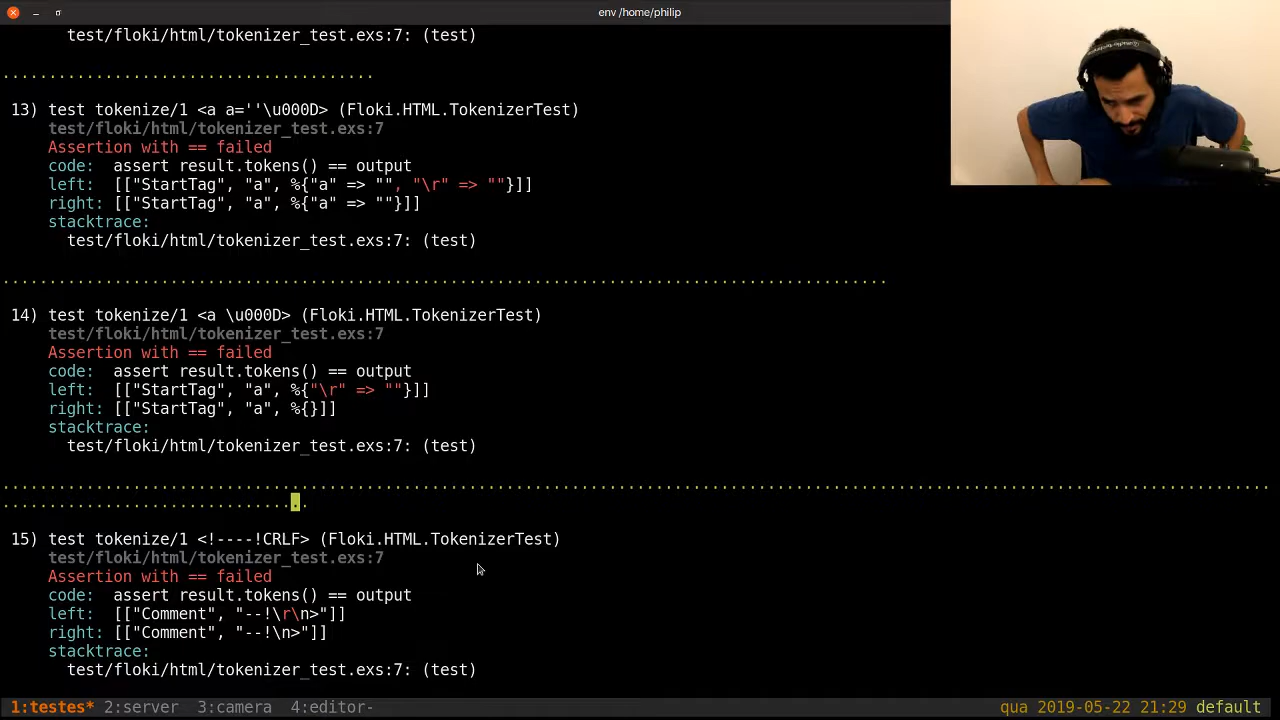 env /home/philip
test/floki/html/tokenizer_test.exs:7: (test)
........................................
13) test tokenize/1 <a a=''\u000D> (Floki.HTML.TokenizerTest)
test/floki/html/tokenizer_test.exs:7
Assertion with == failed
code:  assert result.tokens() == output
left:  [["StartTag", "a", %{"a" => "", "\r" => ""}]]
right: [["StartTag", "a", %{"a" => ""}]]
stacktrace:
test/floki/html/tokenizer_test.exs:7: (test)
...............................................................................................
14) test tokenize/1 <a \u000D> (Floki.HTML.TokenizerTest)
test/floki/html/tokenizer_test.exs:7
Assertion with == failed
code:  assert result.tokens() == output
left:  [["StartTag", "a", %{"\r" => ""}]]
right: [["StartTag", "a", %{}]]
stacktrace:
test/floki/html/tokenizer_test.exs:7: (test)
........................................................................................................................................
.................................
15) test tokenize/1 <!----!CRLF> (Floki.HTML.TokenizerTest)
test/floki/html/tokenizer_test.exs:7
Assertion with == failed
code:  assert result.tokens() == output
left:  [["Comment", "--!\r\n>"]]
right: [["Comment", "--!\n>"]]
stacktrace:
test/floki/html/tokenizer_test.exs:7: (test)
1:testes* 2:server  3:camera  4:editor- qua 2019-05-22 21:29 default